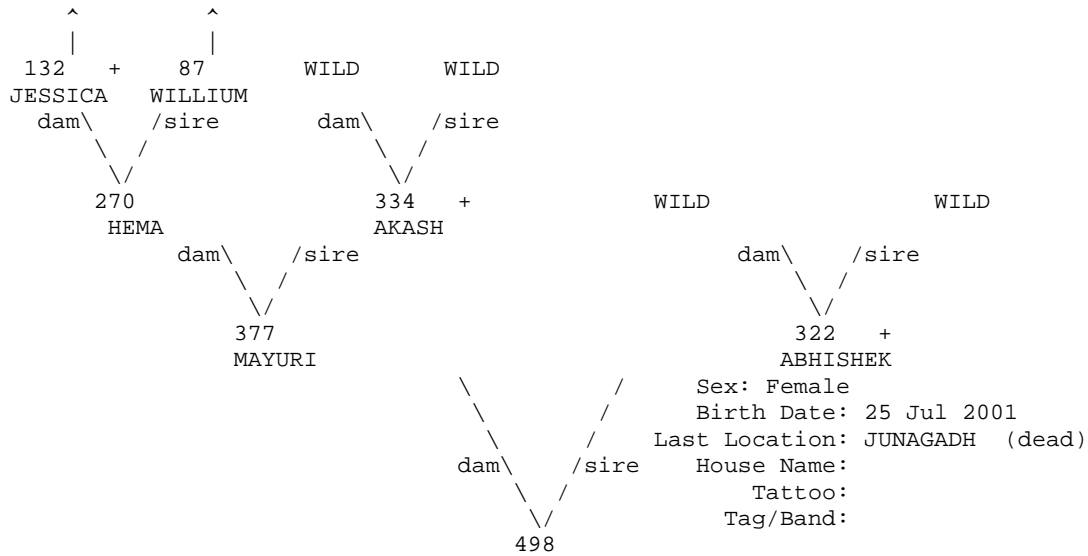 ^ ^
| |
132 + 87 WILD WILD
JESSICA WILLIUM
dam\ /sire dam\ /sire
\ / \ /
\/ \/
270 334 + WILD WILD
HEMA AKASH
dam\ /sire dam\ /sire
\ / \ /
\/ \/
377 322 +
MAYURI ABHISHEK
\ / Sex: Female
\ / Birth Date: 25 Jul 2001
\ / Last Location: JUNAGADH (dead)
dam\ /sire House Name:
\ / Tattoo:
\/ Tag/Band:
498